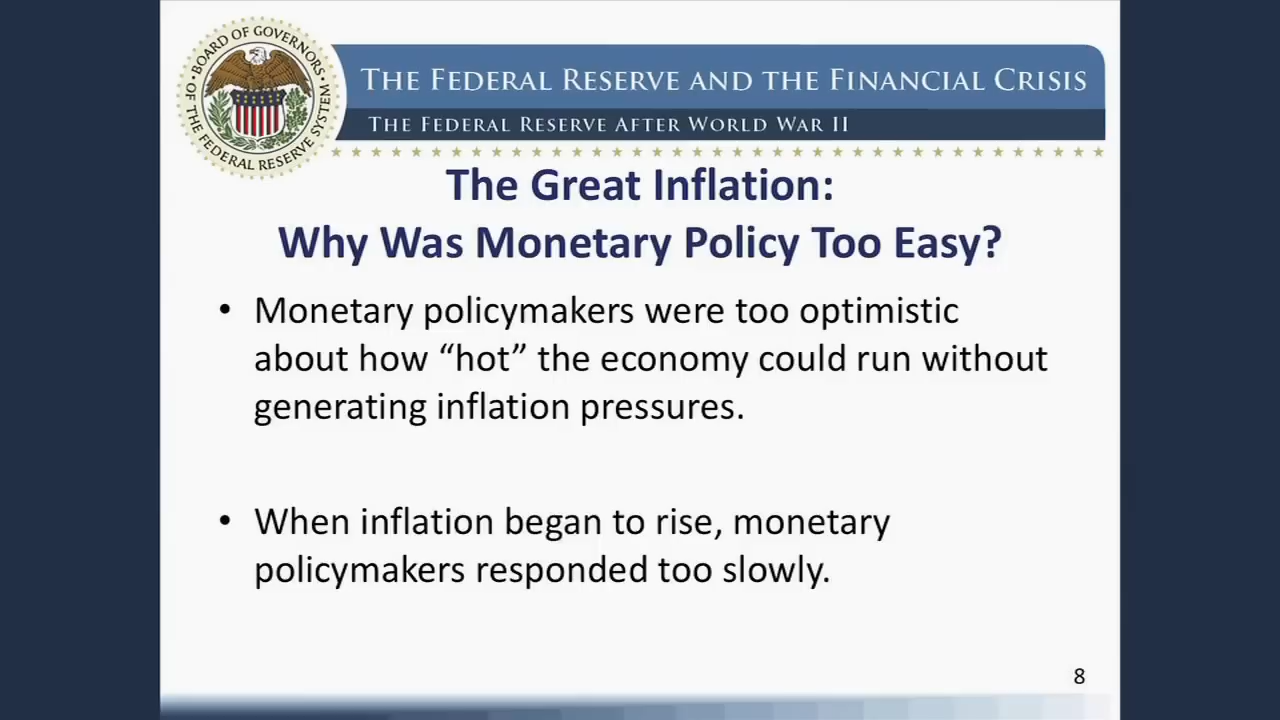 BOARD OF GOVERNORS
OF THE FEDERAL RESERVE SYSTEM
THE FEDERAL RESERVE AND THE FINANCIAL CRISIS
THE FEDERAL RESERVE AFTER WORLD WAR II
The Great Inflation:
Why Was Monetary Policy Too Easy?
• Monetary policymakers were too optimistic
about how “hot” the economy could run without
generating inflation pressures.
• When inflation began to rise, monetary
policymakers responded too slowly.
8